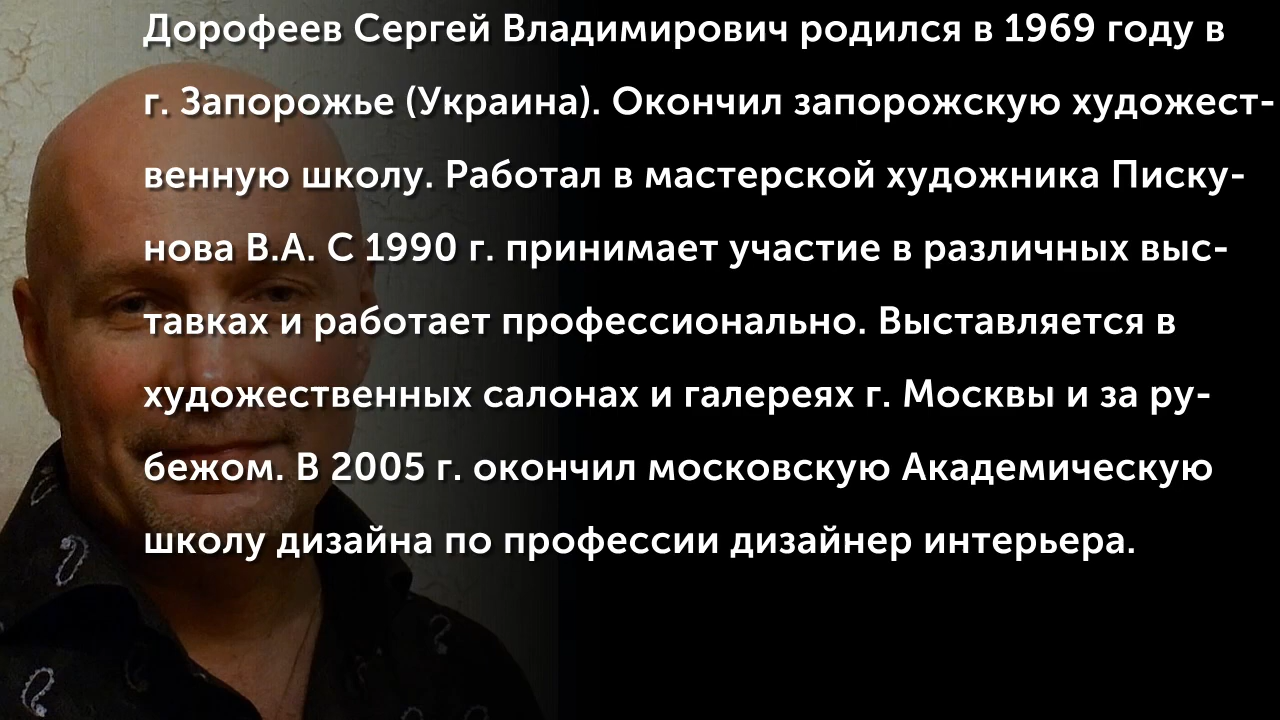 Дорофеев Сергей Владимирович родился в 1969 году в
г. Запорожье (Украина). Окончил запорожскую художест-
венную школу. Работал в мастерской художника Писку-
нова В.А. С 1990 г. принимает участие в различных выс-
тавках и работает профессионально. Выставляется в
художественных салонах и галереях г. Москвы и за ру-
бежом. В 2005 г. окончил московскую Академическую
школу дизайна по профессии дизайнер интерьера.